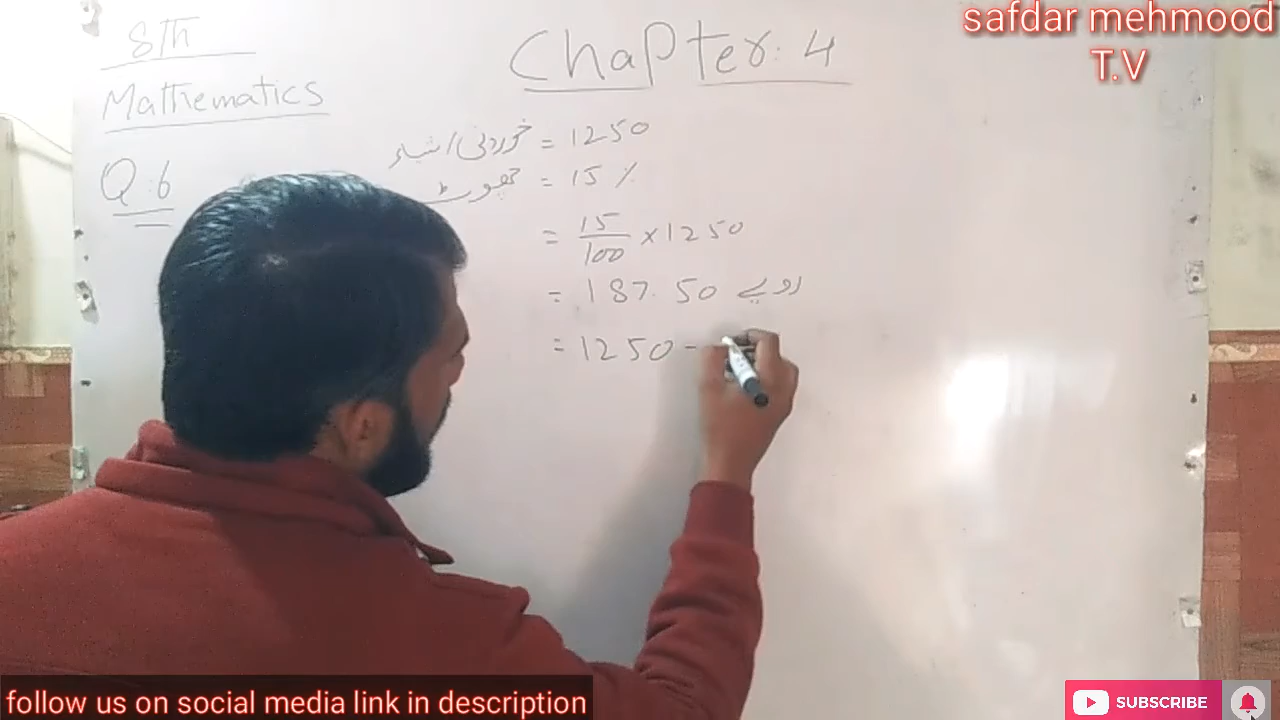 safdar mehmood
T.V
8th
Mathematics
Chapter: 4
Q:6
خوردنی اشیاء = 1250
چھوٹ = 15 %
= 15/100 × 1250
= 187.50 روپے
= 1250 -
follow us on social media link in description
SUBSCRIBE